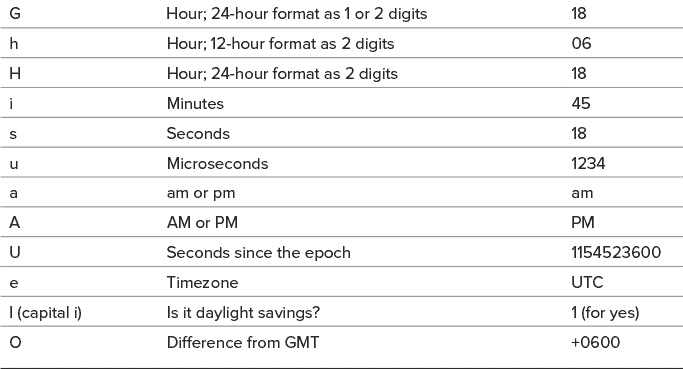 G Hour; 24-hour format as 1 or 2 digits 18
h Hour; 12-hour format as 2 digits 06
H Hour; 24-hour format as 2 digits 18
i Minutes 45
s Seconds 18
u Microseconds 1234
a am or pm am
A AM or PM PM
U Seconds since the epoch 1154523600
e Timezone UTC
I (capital i) Is it daylight savings? 1 (for yes)
O Difference from GMT +0600